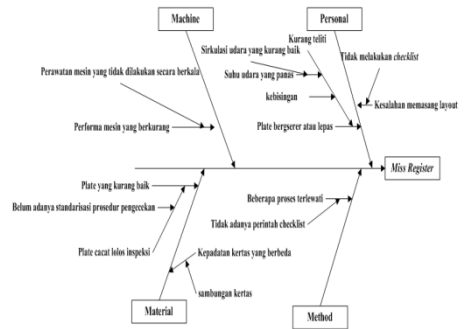 Machine
Personal
Kurang teliti
Sirkulasi udara yang kurang baik
Tidak melakukan checklist
Perawatan mesin yang tidak dilakukan secara berkala
Suhu udara yang panas
kebisingan
Kesalahan memasang layout
Performa mesin yang berkurang
Plate bergserer atau lepas
Miss Register
Plate yang kurang baik
Beberapa proses terlewati
Belum adanya standarisasi prosedur pengecekan
Tidak adanya perintah checklist
Plate cacat lolos inspeksi
Kepadatan kertas yang berbeda
sambungan kertas
Material
Method